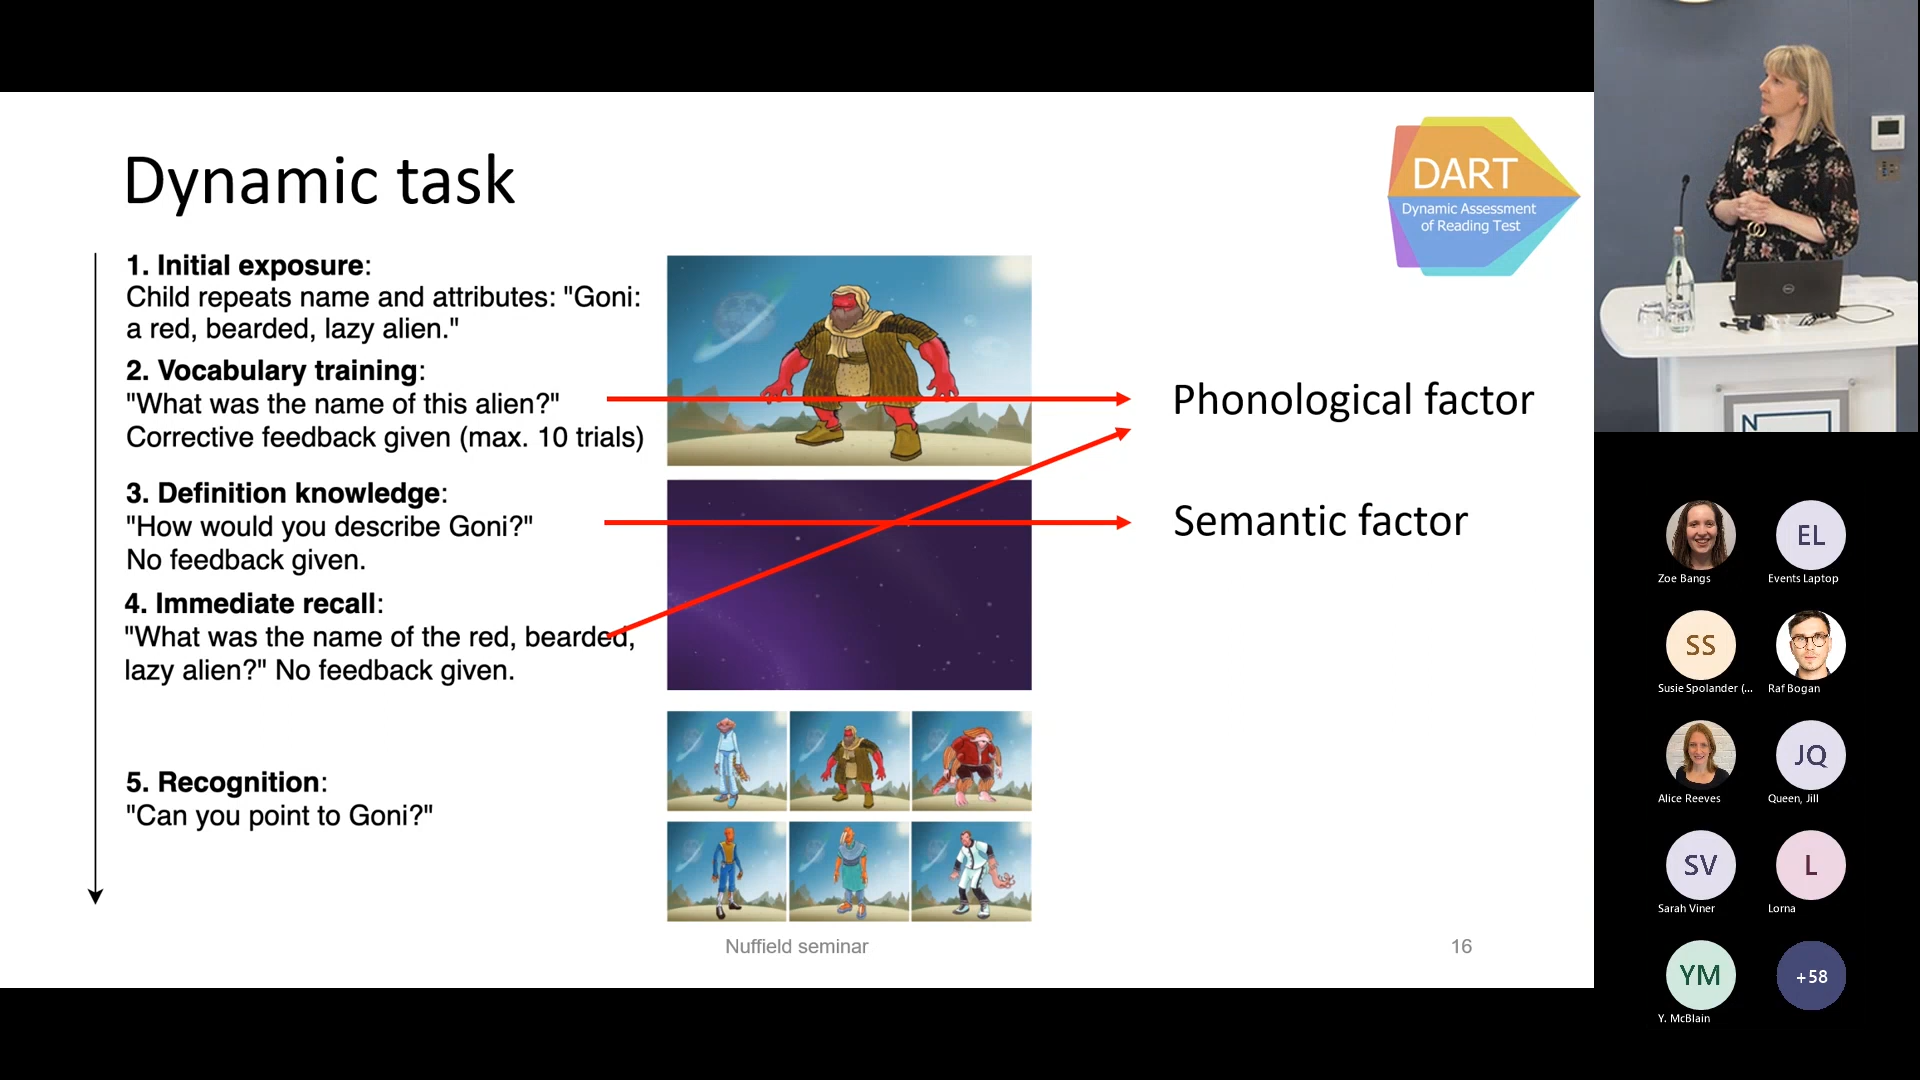 Dynamic task
DART
Dynamic Assessment
of Reading Test
1. Initial exposure:
Child repeats name and attributes: "Goni:
a red, bearded, lazy alien."
2. Vocabulary training:
"What was the name of this alien?"
Corrective feedback given (max. 10 trials)
3. Definition knowledge:
"How would you describe Goni?"
No feedback given.
4. Immediate recall:
"What was the name of the red, bearded,
lazy alien?" No feedback given.
5. Recognition:
"Can you point to Goni?"
Phonological factor
Semantic factor
Nuffield seminar
16
N
Zoe Bangs
EL
Events Laptop
SS
Susie Spolander (...
Raf Bogan
Alice Reeves
JQ
Queen, Jill
SV
Sarah Viner
L
Lorna
YM
Y. McBlain
+58